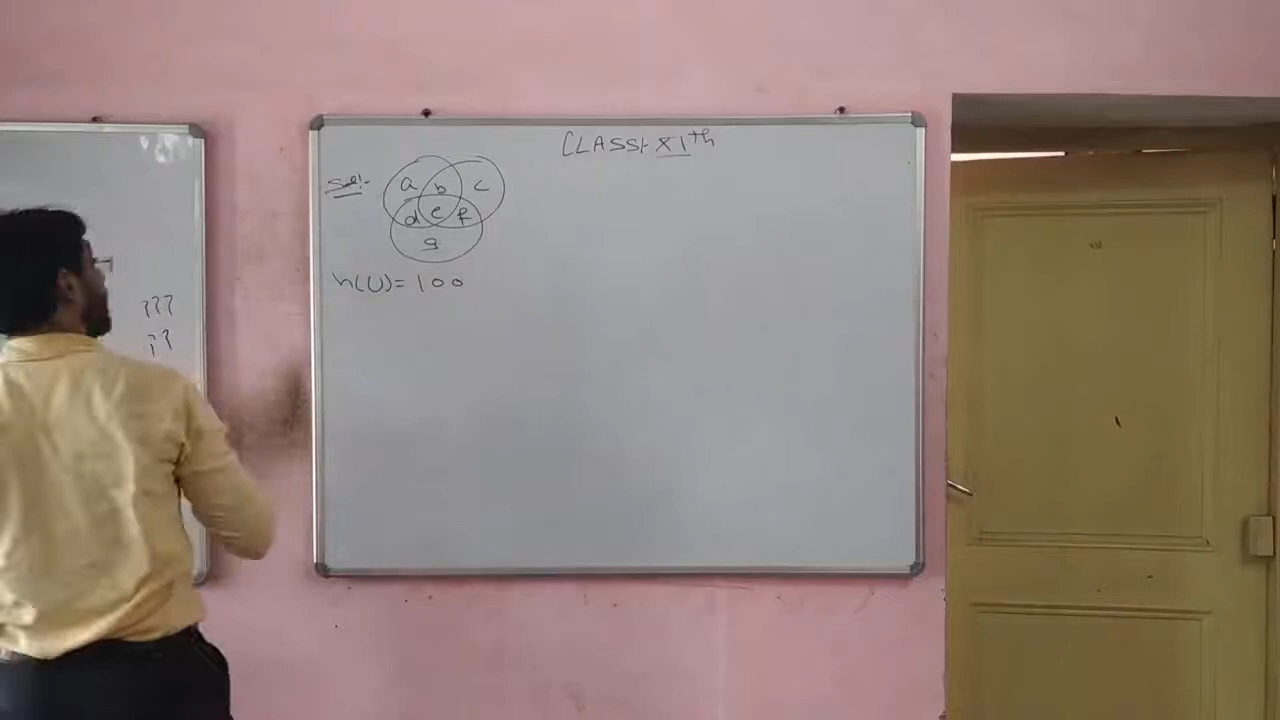 CLASS:- XIth
Sol:-
a b c
d e f
g
n(U)= 100
???
??